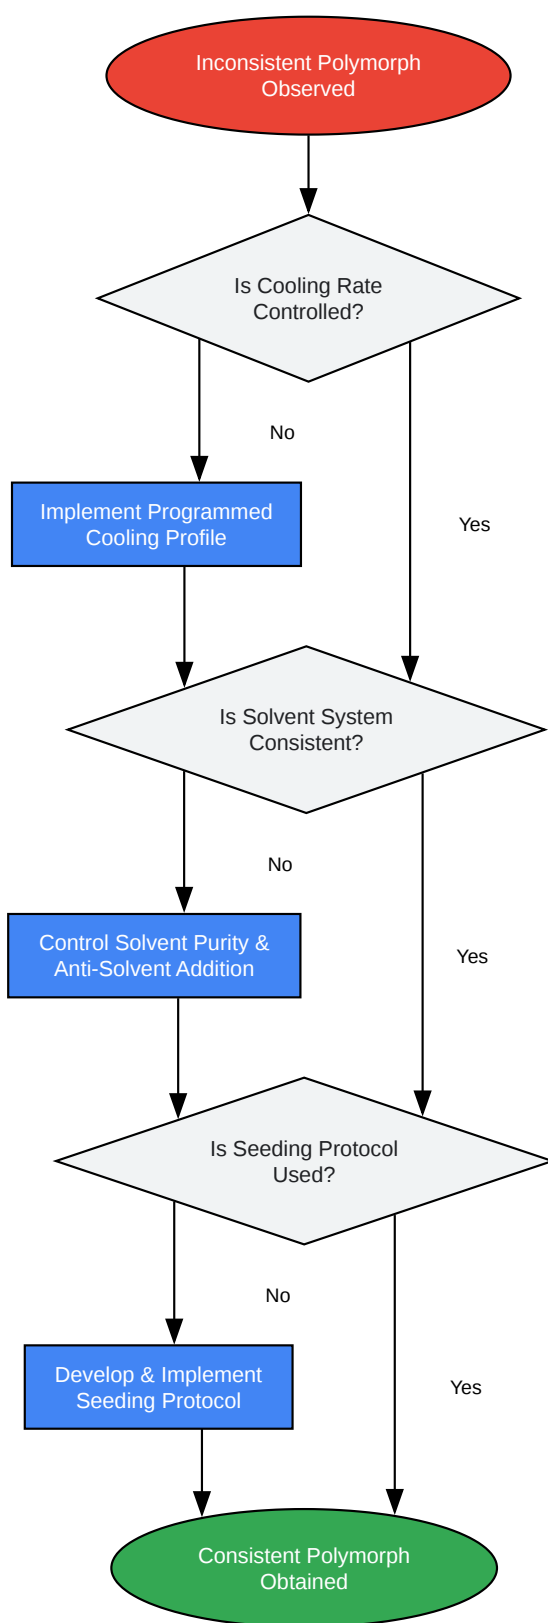 Inconsistent Polymorph
Observed
Is Cooling Rate
Controlled?
No
Implement Programmed
Cooling Profile
Yes
Is Solvent System
Consistent?
No
Control Solvent Purity &
Anti-Solvent Addition
Yes
Is Seeding Protocol
Used?
No
Develop & Implement
Seeding Protocol
Yes
Consistent Polymorph
Obtained